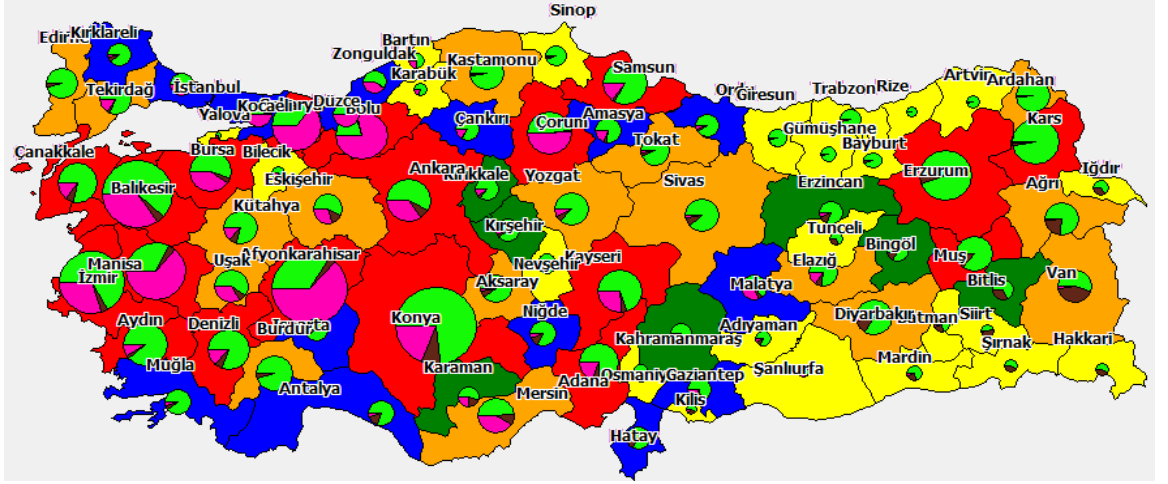 Sinop
Kırklareli
Edirne
Bartın
Zonguldak
Kastamonu
Samsun
Karabük
Tekirdağ
İstanbul
Artvin
Ardahan
Trabzon
Rize
Giresun
Düzce
Bolu
Yalova
Çankırı
Çorum
Amasya
Kars
Gümüşhane
Tokat
Bayburt
Çanakkale
Bursa
Bilecik
Ankara
Kırıkkale
Yozgat
Sivas
Erzincan
Erzurum
Iğdır
Ağrı
Balıkesir
Eskişehir
Kütahya
Kırşehir
Tunceli
Bingöl
Muş
Manisa
Uşak
Afyonkarahisar
Nevşehir
Kayseri
Elazığ
Malatya
Bitlis
Van
İzmir
Aksaray
Konya
Niğde
Aydın
Denizli
Burdur
Kahramanmaraş
Adıyaman
Diyarbakır
Siirt
Batman
Şırnak
Hakkari
Mardin
Muğla
Antalya
Karaman
Mersin
Adana
Gaziantep
Şanlıurfa
Kilis
Hatay